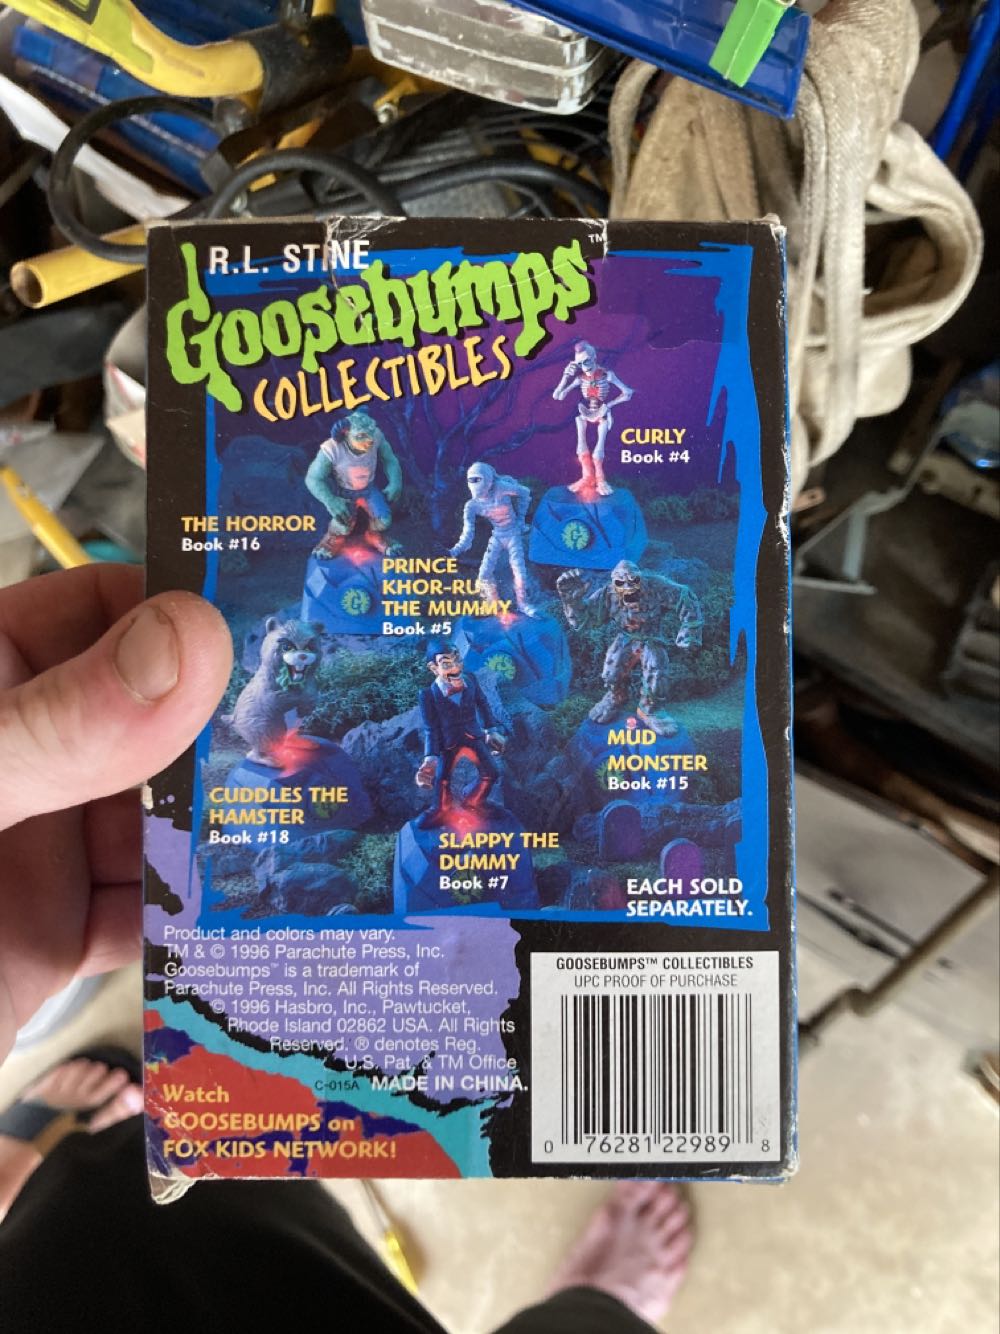 R.L. STINE
Goosebumps™
COLLECTIBLES
CURLY
Book #4
THE HORROR
Book #16
PRINCE
KHOR-RU
THE MUMMY
Book #5
MUD
MONSTER
Book #15
CUDDLES THE
HAMSTER
Book #18
SLAPPY THE
DUMMY
Book #7
EACH SOLD
SEPARATELY.
Product and colors may vary.
TM & © 1996 Parachute Press, Inc.
Goosebumps™ is a trademark of
Parachute Press, Inc. All Rights Reserved.
© 1996 Hasbro, Inc., Pawtucket,
Rhode Island 02862 USA. All Rights
Reserved. ® denotes Reg.
U.S. Pat. & TM Office
C-015A MADE IN CHINA.
Watch
GOOSEBUMPS on
FOX KIDS NETWORK!
GOOSEBUMPS™ COLLECTIBLES
UPC PROOF OF PURCHASE
0 76281 22989 8